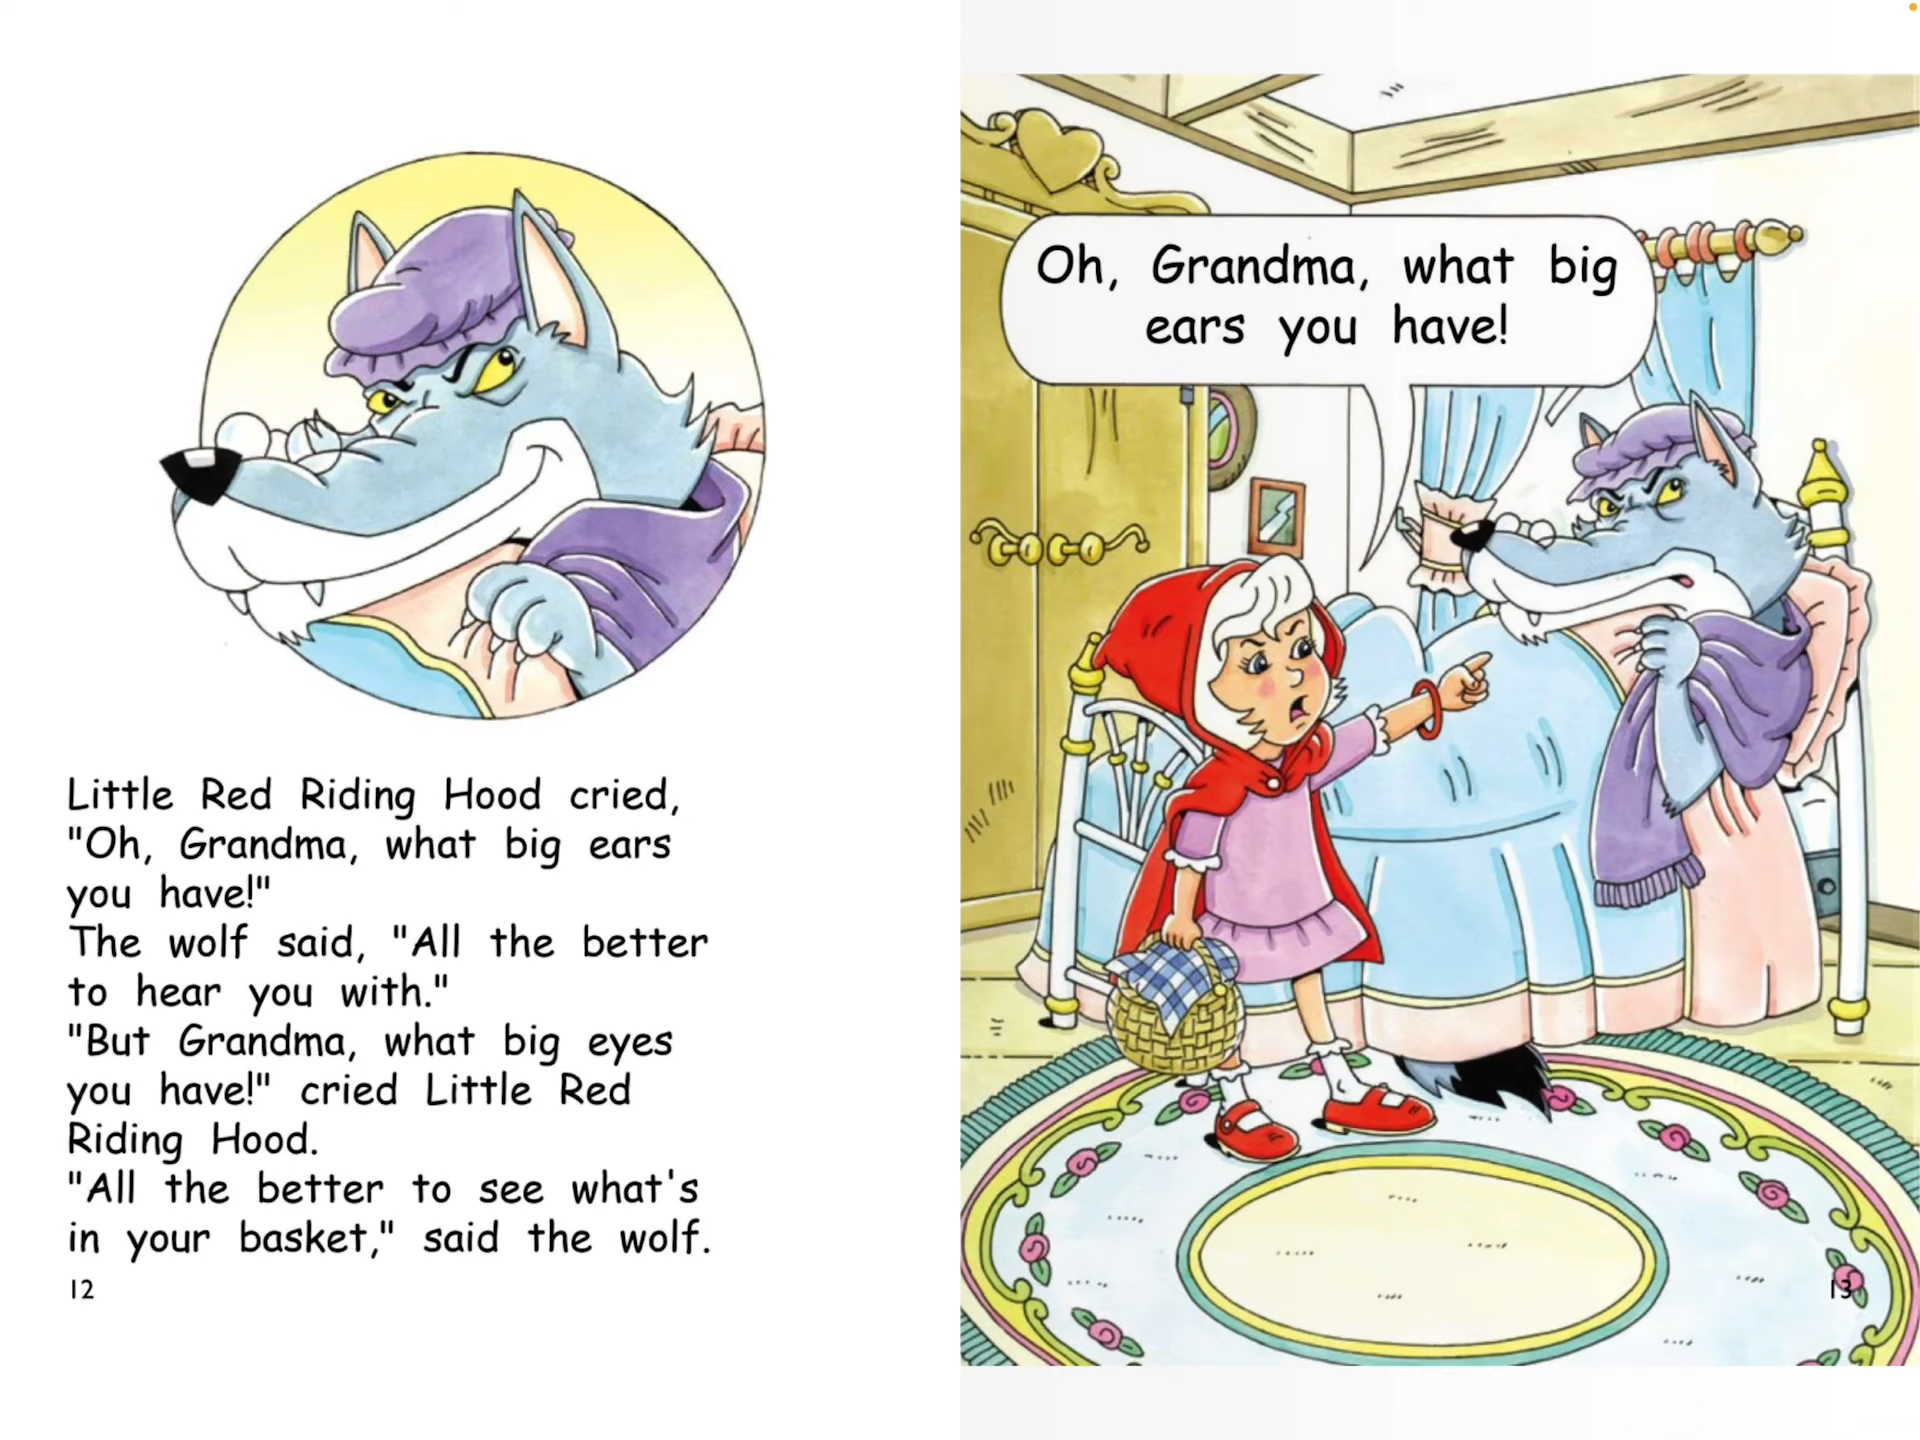 Little Red Riding Hood cried,
"Oh, Grandma, what big ears
you have!"
The wolf said, "All the better
to hear you with."
"But Grandma, what big eyes
you have!" cried Little Red
Riding Hood.
"All the better to see what's
in your basket," said the wolf.
12
Oh, Grandma, what big
ears you have!
13